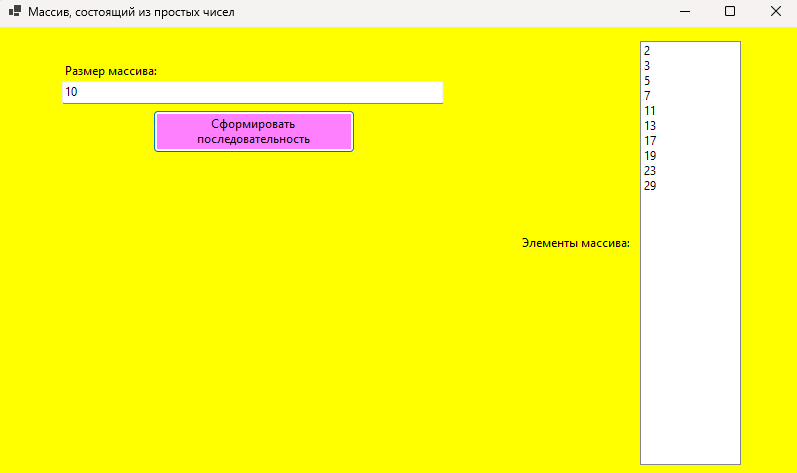 Массив, состоящий из простых чисел
Размер массива:
10
Сформировать
последовательность
Элементы массива:
2
3
5
7
11
13
17
19
23
29